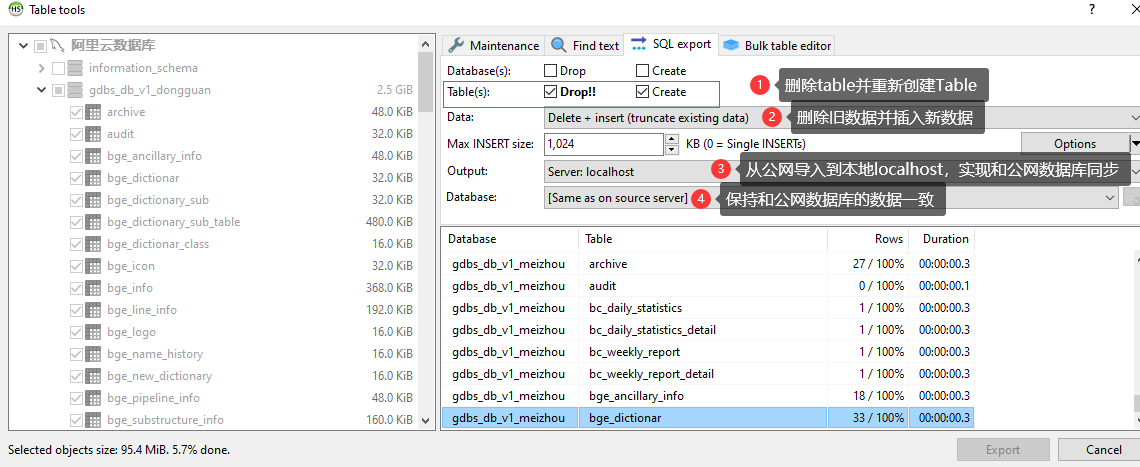 Table tools
?
阿里云数据库
information_schema
gdbs_db_v1_dongguan 2.5 GiB
archive 48.0 KiB
audit 32.0 KiB
bge_ancillary_info 48.0 KiB
bge_dictionar 32.0 KiB
bge_dictionary_sub 32.0 KiB
bge_dictionary_sub_table 480.0 KiB
bge_dictionar_class 16.0 KiB
bge_icon 32.0 KiB
bge_info 368.0 KiB
bge_line_info 192.0 KiB
bge_logo 16.0 KiB
bge_name_history 16.0 KiB
bge_new_dictionary 16.0 KiB
bge_pipeline_info 48.0 KiB
bge_substructure_info 160.0 KiB
Maintenance Find text SQL export Bulk table editor
Database(s): Drop Create
Table(s): Drop!! Create 1 删除table并重新创建Table
Data: Delete + insert (truncate existing data) 2 删除旧数据并插入新数据
Max INSERT size: 1,024 KB (0 = Single INSERTs) Options
Output: Server: localhost 3 从公网导入到本地localhost，实现和公网数据库同步
Database: [Same as on source server] 4 保持和公网数据库的数据一致
Database Table Rows Duration
gdbs_db_v1_meizhou archive 27 / 100% 00:00:00.3
gdbs_db_v1_meizhou audit 0 / 100% 00:00:00.1
gdbs_db_v1_meizhou bc_daily_statistics 1 / 100% 00:00:00.3
gdbs_db_v1_meizhou bc_daily_statistics_detail 1 / 100% 00:00:00.3
gdbs_db_v1_meizhou bc_weekly_report 1 / 100% 00:00:00.3
gdbs_db_v1_meizhou bc_weekly_report_detail 1 / 100% 00:00:00.3
gdbs_db_v1_meizhou bge_ancillary_info 18 / 100% 00:00:00.3
gdbs_db_v1_meizhou bge_dictionar 33 / 100% 00:00:00.3
Selected objects size: 95.4 MiB. 5.7% done.
Export Cancel